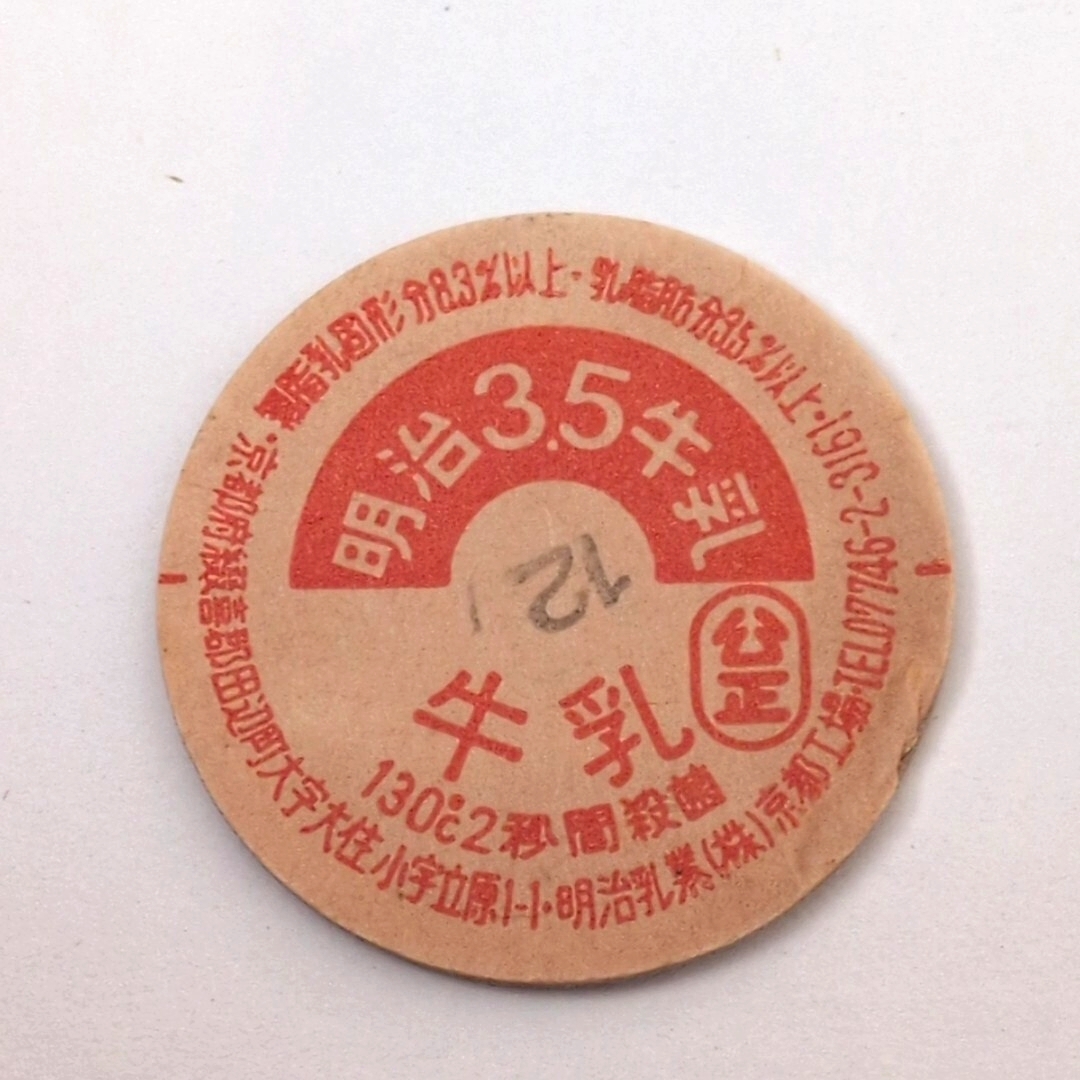 明治3.5牛乳
12
牛乳
公正
130℃2秒間殺菌
無脂乳固形分8.3%以上・乳脂肪分3.5%以上・
京都府綴喜郡田辺町大字大住小字立原1-1・明治乳業(株)京都工場・TEL07746-2-3161